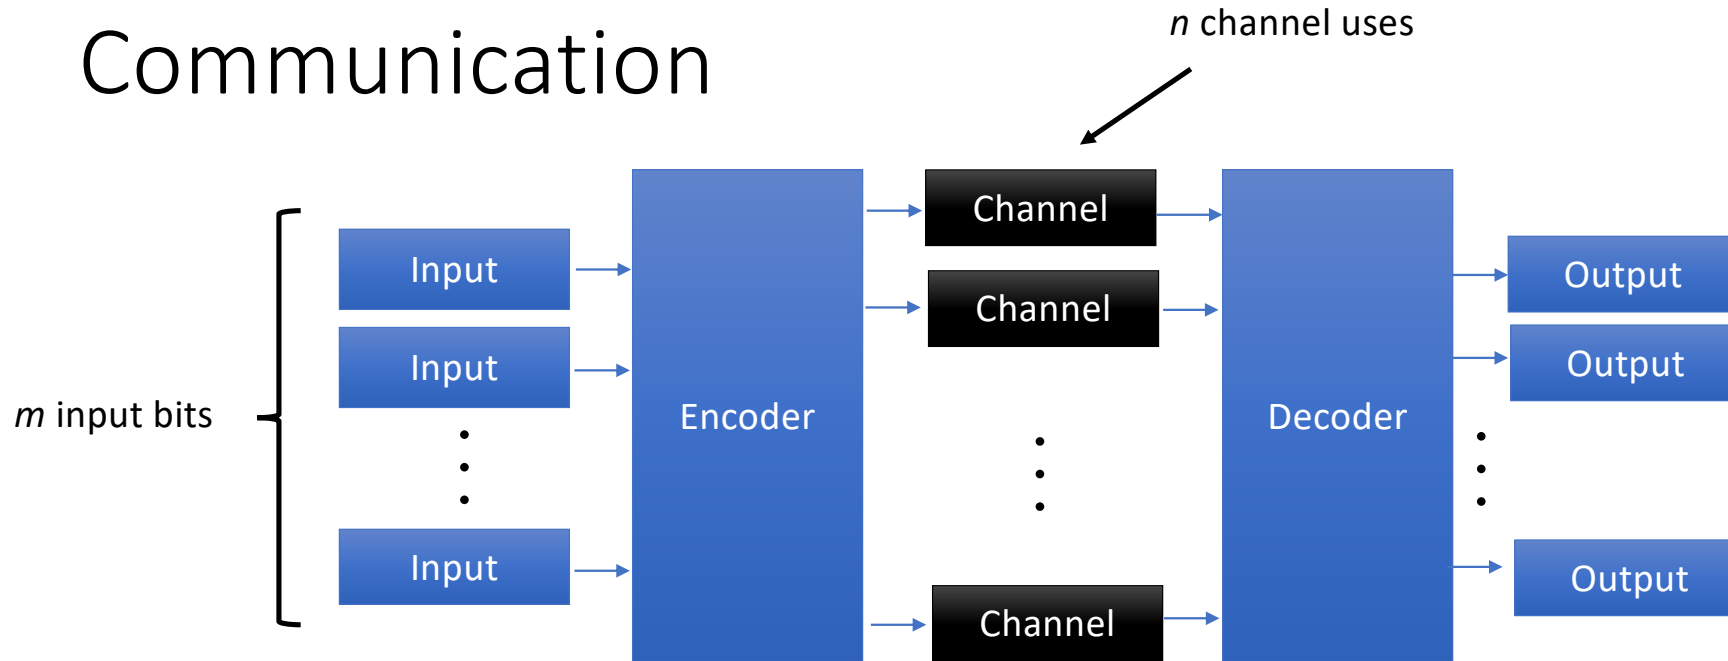 Communication
n channel uses
Input
Input
Input
m input bits
Encoder
Channel
Channel
Channel
Decoder
Output
Output
Output